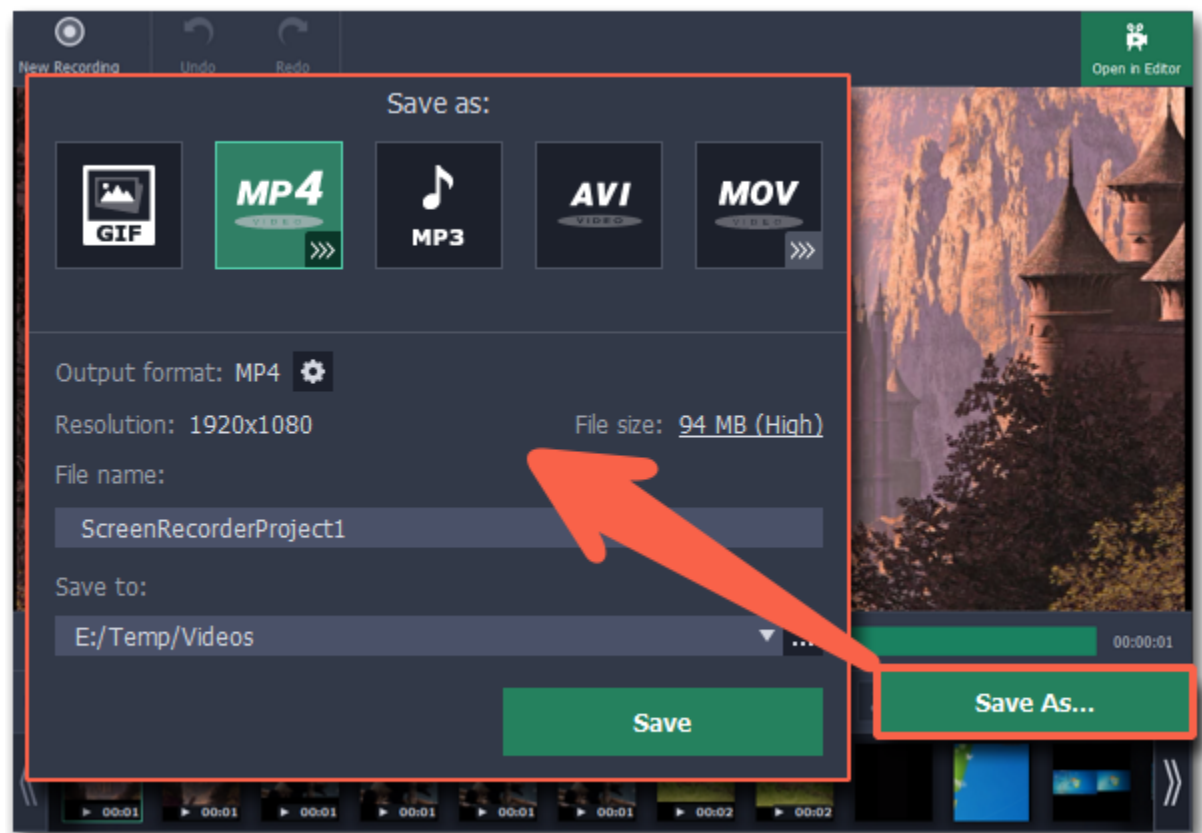 New Recording
Undo
Redo
Open in Editor
Save as:
GIF
MP4
VIDEO
MP3
AVI
VIDEO
MOV
VIDEO
Output format: MP4
Resolution: 1920x1080
File size: 94 MB (High)
File name:
ScreenRecorderProject1
Save to:
E:/Temp/Videos
...
00:00:01
Save As...
Save
00:01
00:01
00:01
00:01
00:01
00:01
00:02
00:02